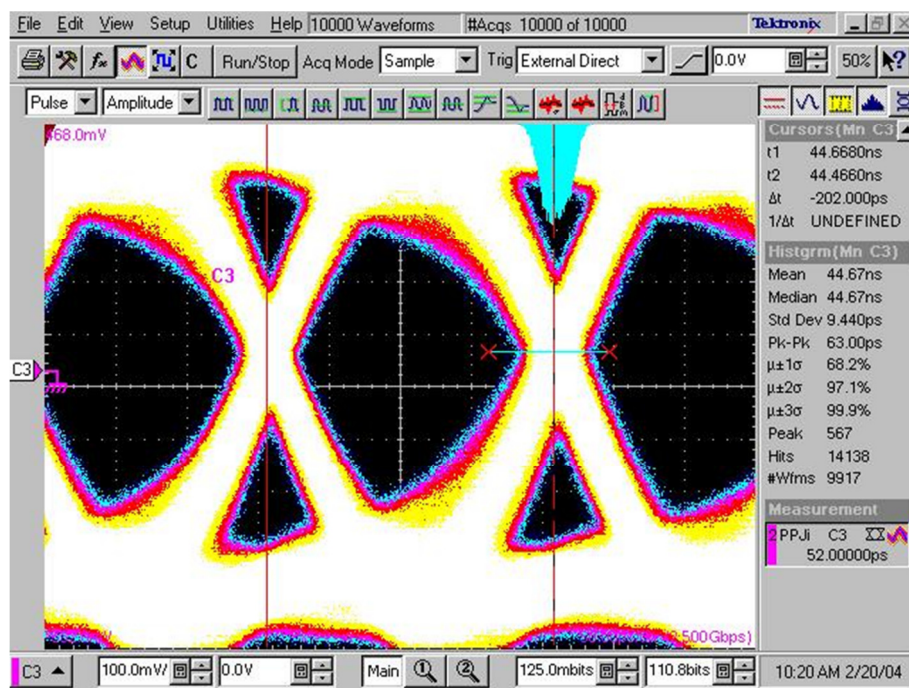 File Edit View Setup Utilities Help 10000 Waveforms #Acqs 10000 of 10000 Tektronix
C Run/Stop Acq Mode Sample Trig External Direct 0.0V 50%
Pulse Amplitude
468.0mV
Cursors(Mn C3
t1 44.6680ns
t2 44.4660ns
Δt -202.000ps
1/Δt UNDEFINED
Histgrm(Mn C3)
C3
Mean 44.67ns
Median 44.67ns
Std Dev 9.440ps
Pk-Pk 63.00ps
C3
μ±1σ 68.2%
μ±2σ 97.1%
μ±3σ 99.9%
Peak 567
Hits 14138
#Wfms 9917
Measurement
2 PPJi C3
52.00000ps
500Gbps)
C3 100.0mV/ 0.0V Main 1 2 125.0mbits 110.8bits 10:20 AM 2/20/04